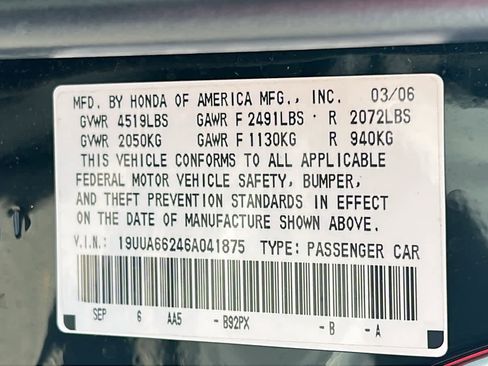 MFD. BY HONDA OF AMERICA MFG., INC. 03/06
GVWR 4519LBS GAWR F 2491LBS · R 2072LBS
GVWR 2050KG GAWR F 1130KG R 940KG
THIS VEHICLE CONFORMS TO ALL APPLICABLE
FEDERAL MOTOR VEHICLE SAFETY, BUMPER,
AND THEFT PREVENTION STANDARDS IN EFFECT
ON THE DATE OF MANUFACTURE SHOWN ABOVE.
V.I.N.: 19UUA66246A041875 TYPE: PASSENGER CAR
SEP 6 AA5 - B92PX - B - A